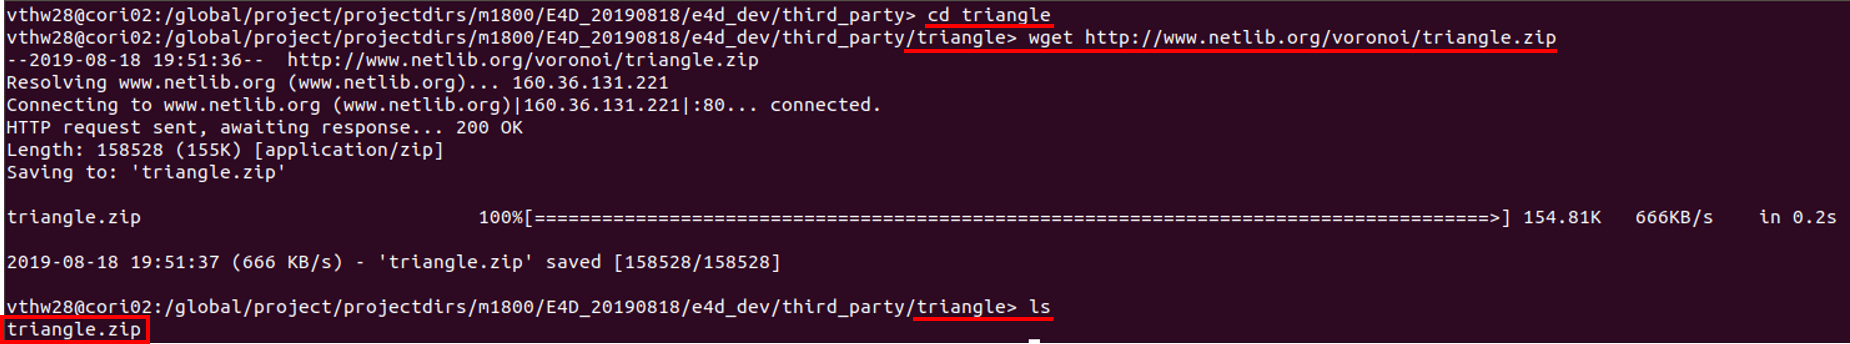 vthw28@cori02:/global/project/projectdirs/m1800/E4D_20190818/e4d_dev/third_party> cd triangle
vthw28@cori02:/global/project/projectdirs/m1800/E4D_20190818/e4d_dev/third_party/triangle> wget http://www.netlib.org/voronoi/triangle.zip
--2019-08-18 19:51:36--  http://www.netlib.org/voronoi/triangle.zip
Resolving www.netlib.org (www.netlib.org)... 160.36.131.221
Connecting to www.netlib.org (www.netlib.org)|160.36.131.221|:80... connected.
HTTP request sent, awaiting response... 200 OK
Length: 158528 (155K) [application/zip]
Saving to: 'triangle.zip'
triangle.zip 100%[=====================================================================================>] 154.81K 666KB/s in 0.2s
2019-08-18 19:51:37 (666 KB/s) - 'triangle.zip' saved [158528/158528]
vthw28@cori02:/global/project/projectdirs/m1800/E4D_20190818/e4d_dev/third_party/triangle> ls
triangle.zip